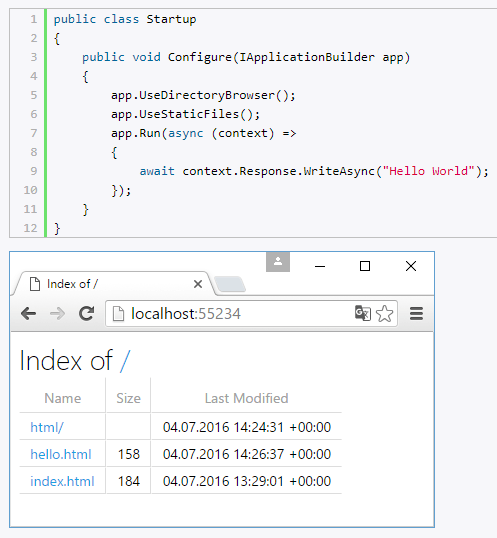 1 public class Startup
2 {
3 public void Configure(IApplicationBuilder app)
4 {
5 app.UseDirectoryBrowser();
6 app.UseStaticFiles();
7 app.Run(async (context) =>
8 {
9 await context.Response.WriteAsync("Hello World");
10 });
11 }
12 }
Index of /
localhost:55234
Index of /
Name Size Last Modified
html/ 04.07.2016 14:24:31 +00:00
hello.html 158 04.07.2016 14:26:37 +00:00
index.html 184 04.07.2016 13:29:01 +00:00